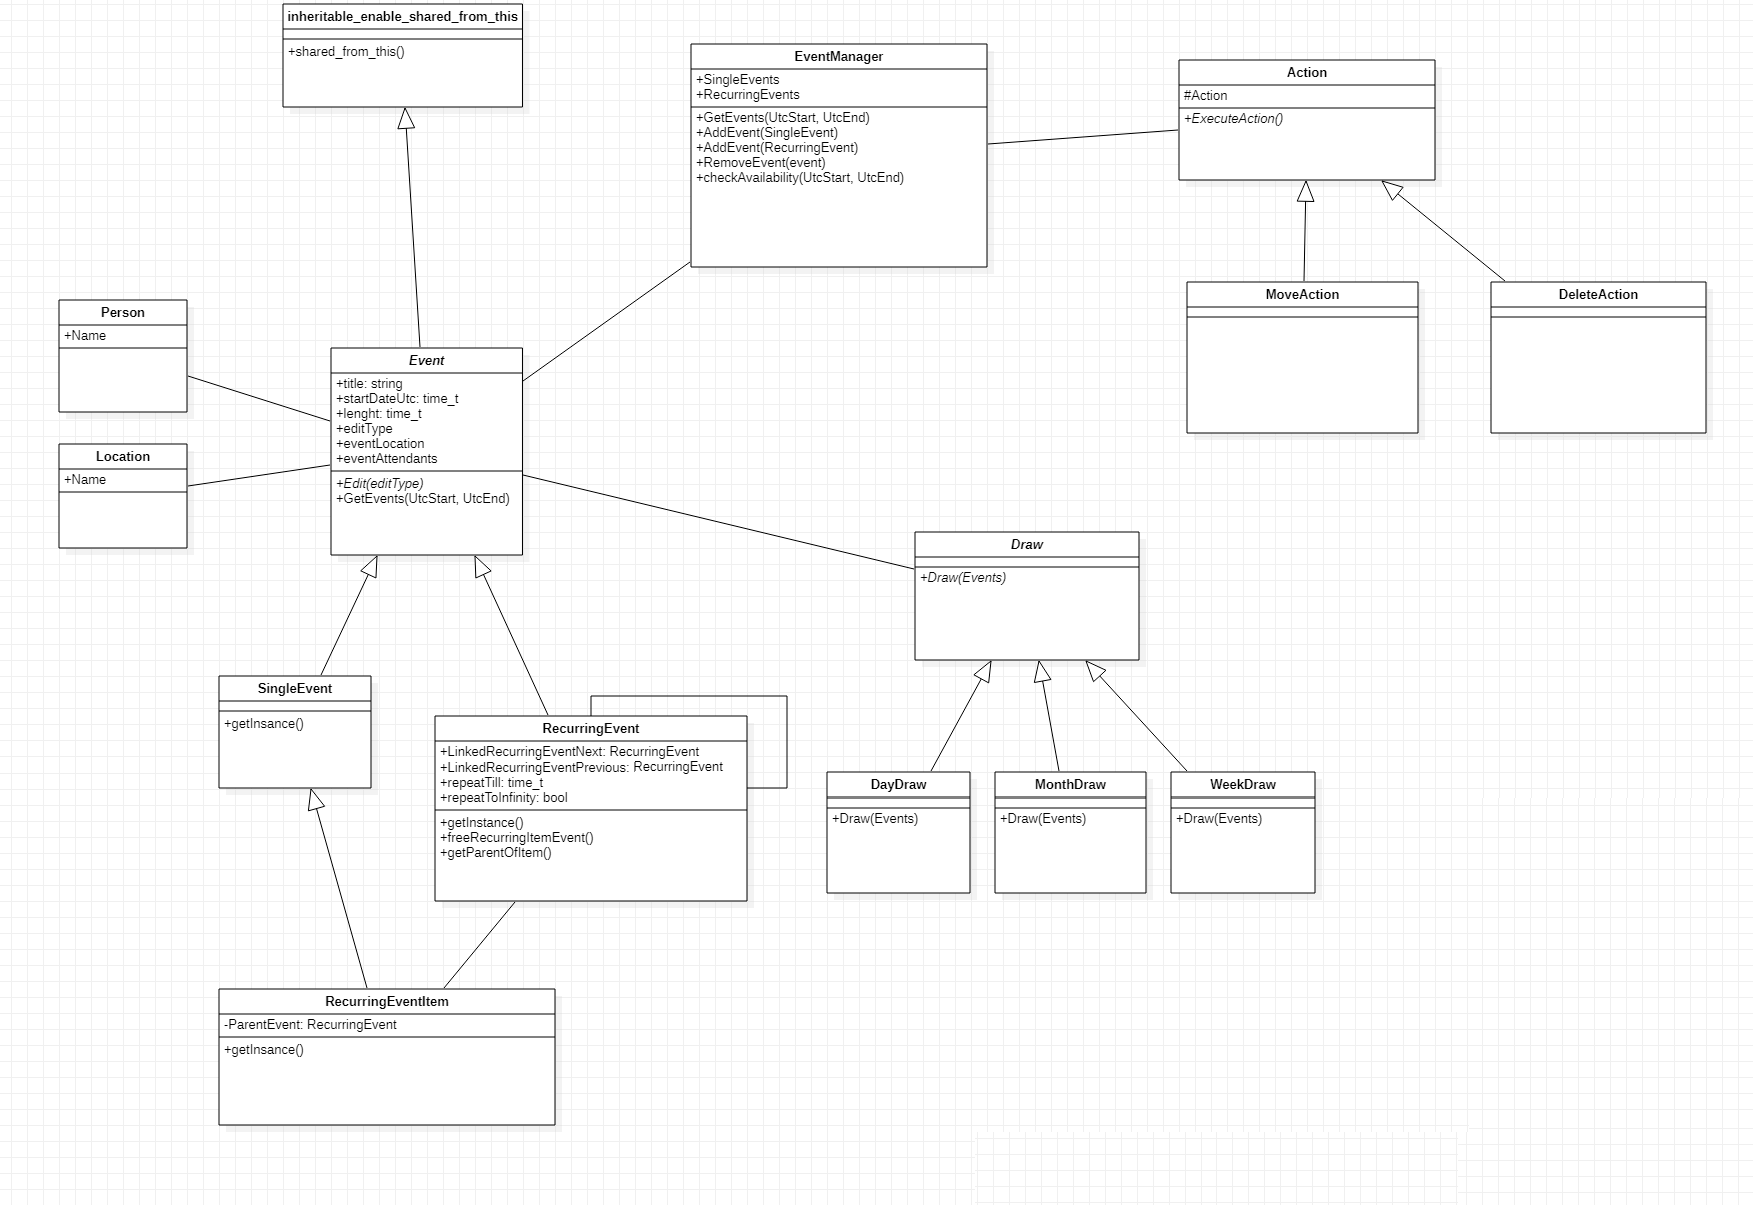 inheritable_enable_shared_from_this
+shared_from_this()
EventManager
+SingleEvents
+RecurringEvents
+GetEvents(UtcStart, UtcEnd)
+AddEvent(SingleEvent)
+AddEvent(RecurringEvent)
+RemoveEvent(event)
+checkAvailability(UtcStart, UtcEnd)
Action
#Action
+ExecuteAction()
MoveAction
DeleteAction
Person
+Name
Location
+Name
Event
+title: string
+startDateUtc: time_t
+lenght: time_t
+editType
+eventLocation
+eventAttendants
+Edit(editType)
+GetEvents(UtcStart, UtcEnd)
Draw
+Draw(Events)
SingleEvent
+getInsance()
RecurringEvent
+LinkedRecurringEventNext: RecurringEvent
+LinkedRecurringEventPrevious: RecurringEvent
+repeatTill: time_t
+repeatToInfinity: bool
+getInstance()
+freeRecurringItemEvent()
+getParentOfItem()
DayDraw
+Draw(Events)
MonthDraw
+Draw(Events)
WeekDraw
+Draw(Events)
RecurringEventItem
-ParentEvent: RecurringEvent
+getInsance()